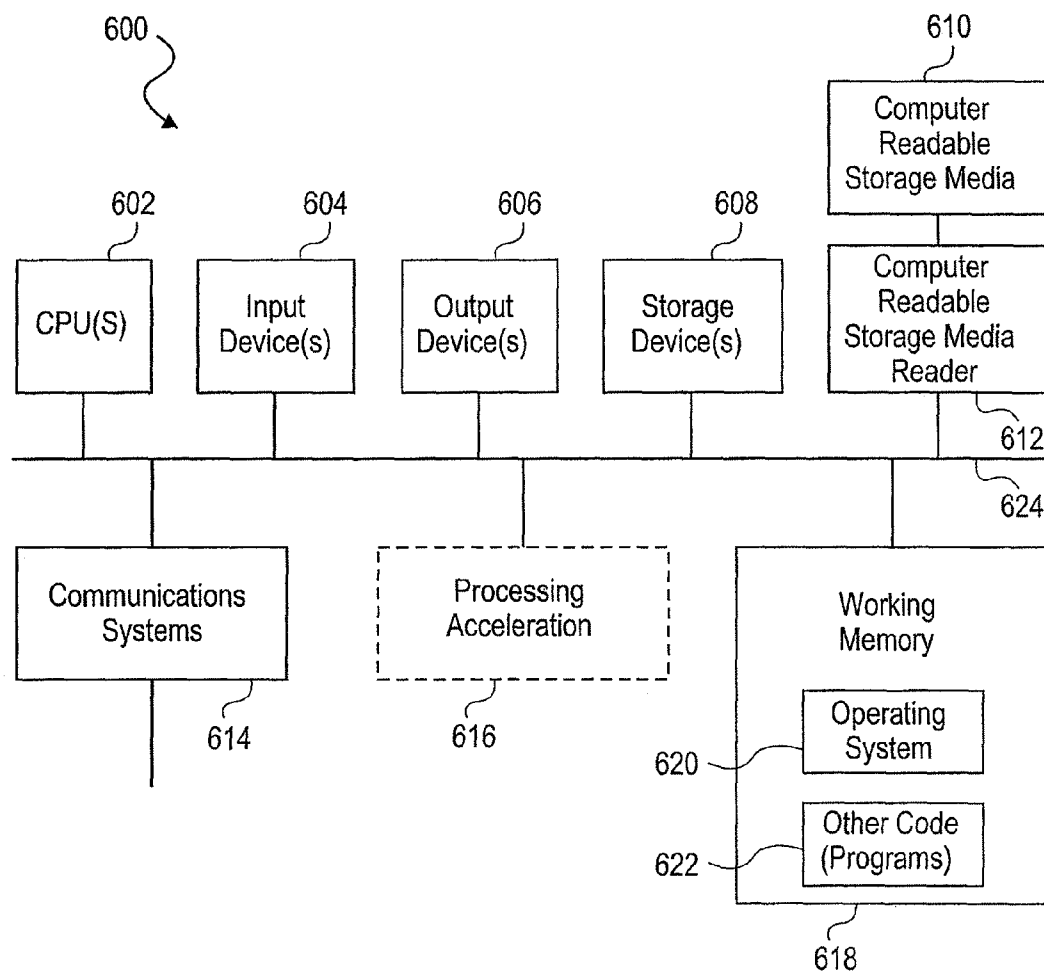 600
610
Computer
Readable
Storage Media
602
604
606
608
CPU(S)
Input
Device(s)
Output
Device(s)
Storage
Device(s)
Computer
Readable
Storage Media
Reader
612
624
Communications
Systems
Processing
Acceleration
Working
Memory
614
616
Operating
System
620
Other Code
(Programs)
622
618